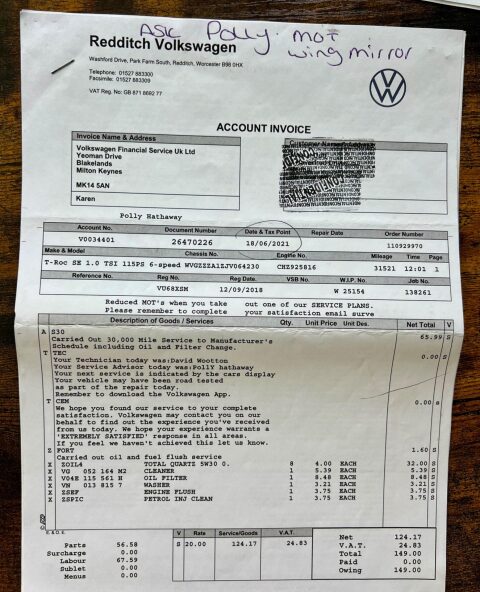 ASK Polly. MOT
wing mirror
Redditch Volkswagen
Washford Drive, Park Farm South, Redditch, Worcester B98 0HX
Telephone: 01527 883300
Facsimile: 01527 883309
VAT Reg. No: GB 871 8692 77
ACCOUNT INVOICE
Invoice Name & Address
Customer Name & Address
Volkswagen Financial Service Uk Ltd
Yeoman Drive
Blakelands
Milton Keynes
MK14 5AN
Karen
Polly Hathaway
Account No. Document Number Date & Tax Point Repair Date Order Number
V0034401 26470226 18/06/2021 110929970
Make & Model Chassis No. Engine No. Mileage Time Page
T-Roc SE 1.0 TSI 115PS 6-speed WVGZZZA1ZJV064230 CHZ925816 31521 12:01 1
Reference No. Reg No. Reg Date. VSB No. W.I.P. No. Job No.
VU68XSM 12/09/2018 W 25154 138261
Reduced MOT's when you take out one of our SERVICE PLANS.
Please remember to complete your satisfaction email surve
Description of Goods / Services Qty. Unit Price Unit Des. Net Total V
A S30 65.99 S
Carried Out 30,000 Mile Service to Manufacturer's
Schedule including Oil and Filter Change.
T TEC 0.00 S
Your Technician today was:David Wootton
Your Service Advisor today was:PollY hathaway
Your next service is indicated by the cars display
Your vehicle may have been road tested
as part of the repair today.
Remember to download the Volkswagen App.
T CEM 0.00 S
We hope you found our service to your complete
satisfaction. Volkswagen may contact you on our
behalf to find out the experience you've received
from us today. We hope your experience warrants a
'EXTREMELY SATISFIED' response in all areas.
If you feel we haven't achieved this let us know.
Z FORT 1.60 S
Carried out oil and fuel flush service
X ZOIL4 TOTAL QUARTZ 5W30 0. 8 4.00 EACH 32.00 S
X VG 052 164 M2 CLEANER 1 5.39 EACH 5.39 S
X V04E 115 561 H OIL FILTER 1 8.48 EACH 8.48 S
X VN 013 815 7 WASHER 1 3.21 EACH 3.21 S
X ZSEF ENGINE FLUSH 1 3.75 EACH 3.75 S
X ZSPIC PETROL INJ CLEAN 1 3.75 EACH 3.75 S
E. & O. E.
V Rate Service/Goods V.A.T.
S 20.00 124.17 24.83
Parts 56.58
Surcharge 0.00
Labour 67.59
Sublet 0.00
Menus 0.00
Net 124.17
V.A.T. 24.83
Total 149.00
Paid 0.00
Owing 149.00